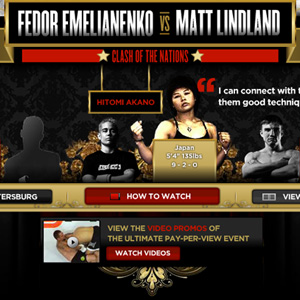 FEDOR EMELIANENKO VS MATT LINDLAND
CLASH OF THE NATIONS
HITOMI AKANO
“
I can connect with t
them good technique
Japan
5'4" 135lbs
9 - 2 - 0
TERSBURG
HOW TO WATCH
VIEW
VIEW THE VIDEO PROMOS OF
THE ULTIMATE PAY-PER-VIEW EVENT
WATCH VIDEOS